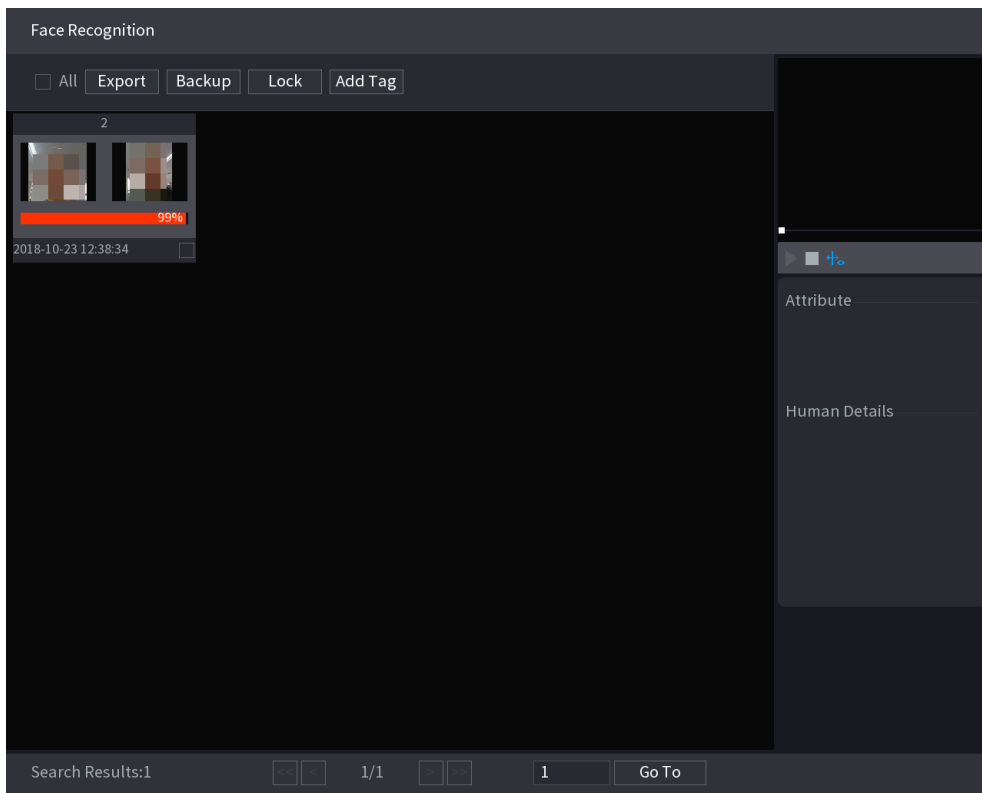 Face Recognition
All Export Backup Lock Add Tag
2
99%
2018-10-23 12:38:34
Attribute
Human Details
Search Results:1 << < 1/1 > >> 1 Go To